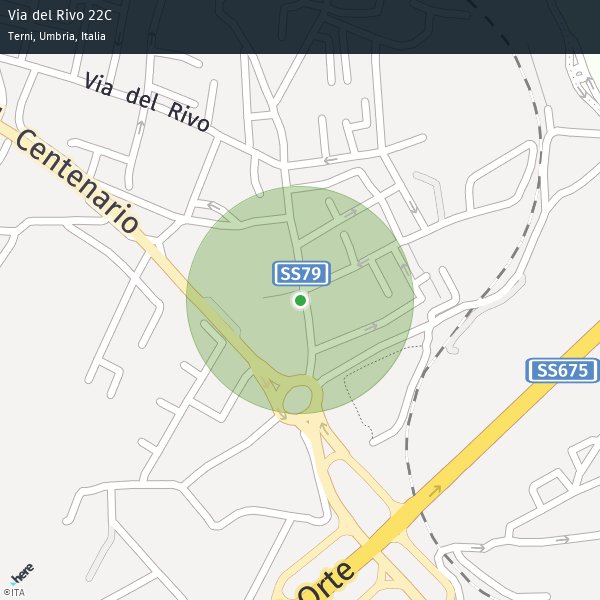 Via del Rivo 22C
Terni, Umbria, Italia
Via del Rivo
Centenario
SS79
SS675
Orte
here
©ITA